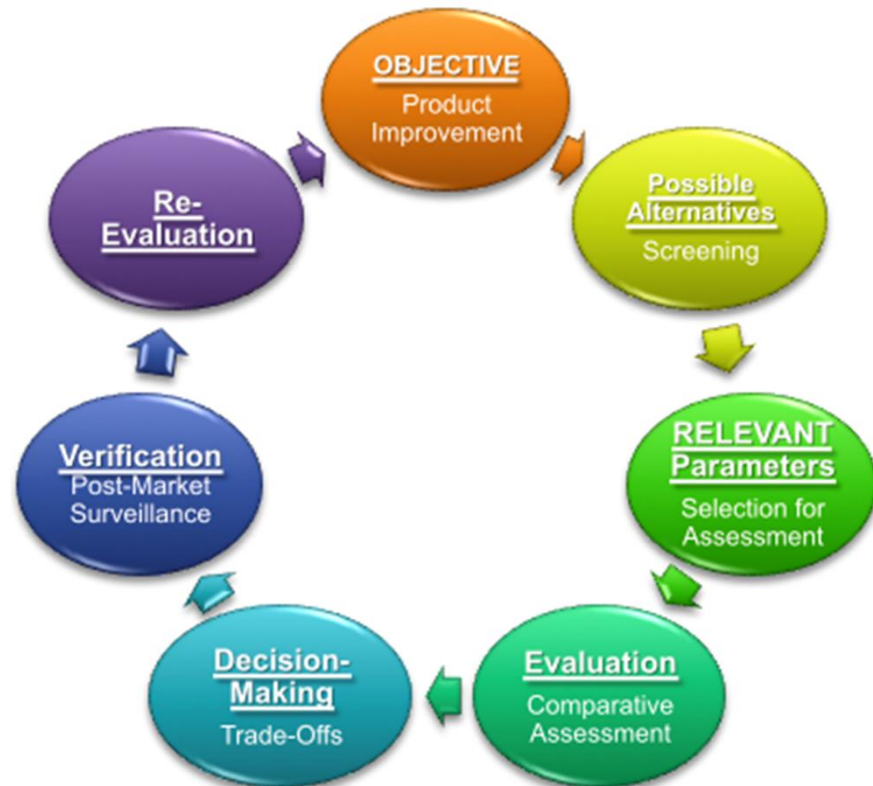 OBJECTIVE
Product
Improvement
Possible
Alternatives
Screening
RELEVANT
Parameters
Selection for
Assessment
Evaluation
Comparative
Assessment
Decision-
Making
Trade-Offs
Verification
Post-Market
Surveillance
Re-
Evaluation